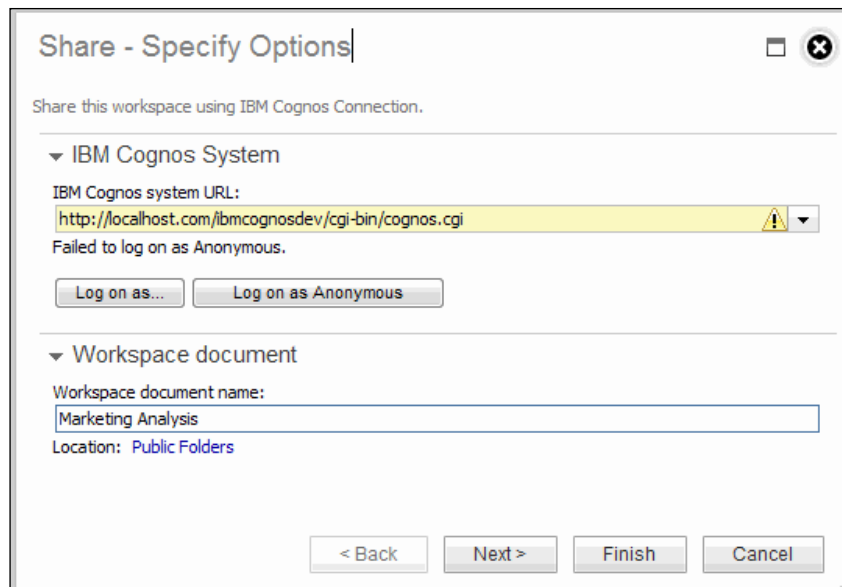 Share - Specify Options
Share this workspace using IBM Cognos Connection.
IBM Cognos System
IBM Cognos system URL:
http://localhost.com/ibmcognosdev/cgi-bin/cognos.cgi
Failed to log on as Anonymous.
Log on as... Log on as Anonymous
Workspace document
Workspace document name:
Marketing Analysis
Location: Public Folders
< Back Next > Finish Cancel